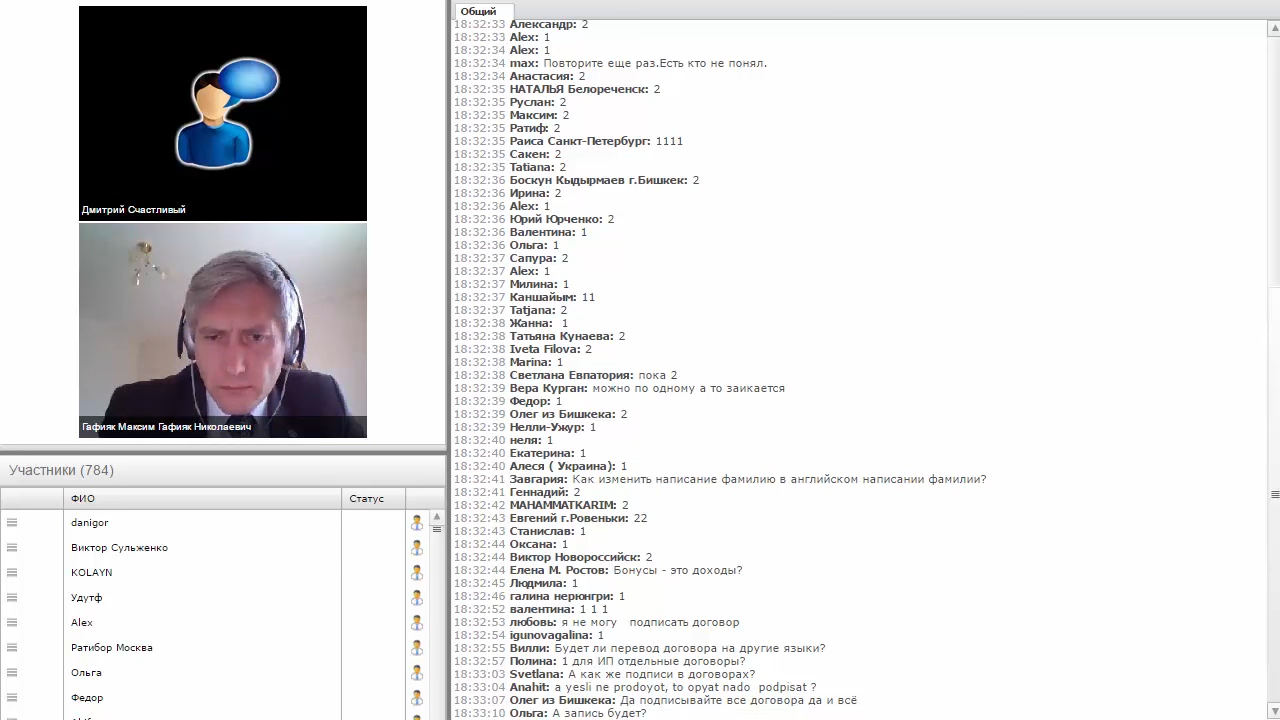 Дмитрий Счастливый
Гафияк Максим Гафияк Николаевич
Участники (784)
ФИО
Статус
danigor
Виктор Сульженко
KOLAYN
Удутф
Alex
Ратибор Москва
Ольга
Федор
Общий
18:32:33 Александр: 2
18:32:33 Alex: 1
18:32:34 Alex: 1
18:32:34 max: Повторите еще раз.Есть кто не понял.
18:32:34 Анастасия: 2
18:32:35 НАТАЛЬЯ Белореченск: 2
18:32:35 Руслан: 2
18:32:35 Максим: 2
18:32:35 Ратиф: 2
18:32:35 Раиса Санкт-Петербург: 1111
18:32:35 Сакен: 2
18:32:35 Tatiana: 2
18:32:36 Боскун Кыдырмаев г.Бишкек: 2
18:32:36 Ирина: 2
18:32:36 Alex: 1
18:32:36 Юрий Юрченко: 2
18:32:36 Валентина: 1
18:32:36 Ольга: 1
18:32:37 Сапура: 2
18:32:37 Alex: 1
18:32:37 Милина: 1
18:32:37 Каншайым: 11
18:32:37 Tatjana: 2
18:32:38 Жанна: 1
18:32:38 Татьяна Кунаева: 2
18:32:38 Iveta Filova: 2
18:32:38 Marina: 1
18:32:38 Светлана Евпатория: пока 2
18:32:39 Вера Курган: можно по одному а то заикается
18:32:39 Федор: 1
18:32:39 Олег из Бишкека: 2
18:32:39 Нелли-Ужур: 1
18:32:40 неля: 1
18:32:40 Екатерина: 1
18:32:40 Алеся ( Украина): 1
18:32:41 Завгария: Как изменить написание фамилию в английском написании фамилии?
18:32:41 Геннадий: 2
18:32:42 MAHAMMATKARIM: 2
18:32:43 Евгений г.Ровеньки: 22
18:32:43 Станислав: 1
18:32:44 Оксана: 1
18:32:44 Виктор Новороссийск: 2
18:32:44 Елена М. Ростов: Бонусы - это доходы?
18:32:45 Людмила: 1
18:32:46 галина нерюнгри: 1
18:32:52 валентина: 1 1 1
18:32:53 любовь: я не могу подписать договор
18:32:54 igunovagalina: 1
18:32:55 Вилли: Будет ли перевод договора на другие языки?
18:32:57 Полина: 1 для ИП отдельные договоры?
18:33:03 Svetlana: А как же подписи в договорах?
18:33:04 Anahit: a yesli ne prodoyot, to opyat nado podpisat ?
18:33:07 Олег из Бишкека: Да подписывайте все договора да и всё
18:33:10 Ольга: А запись будет?